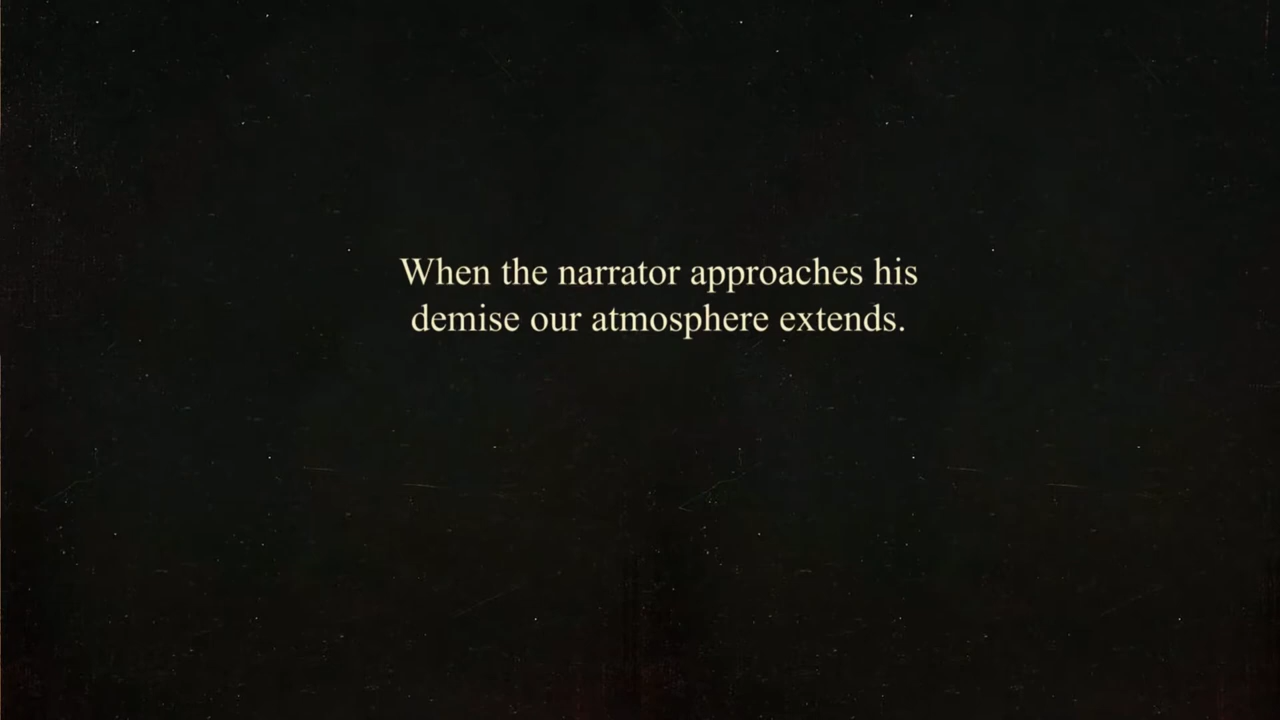 When the narrator approaches his
demise our atmosphere extends.